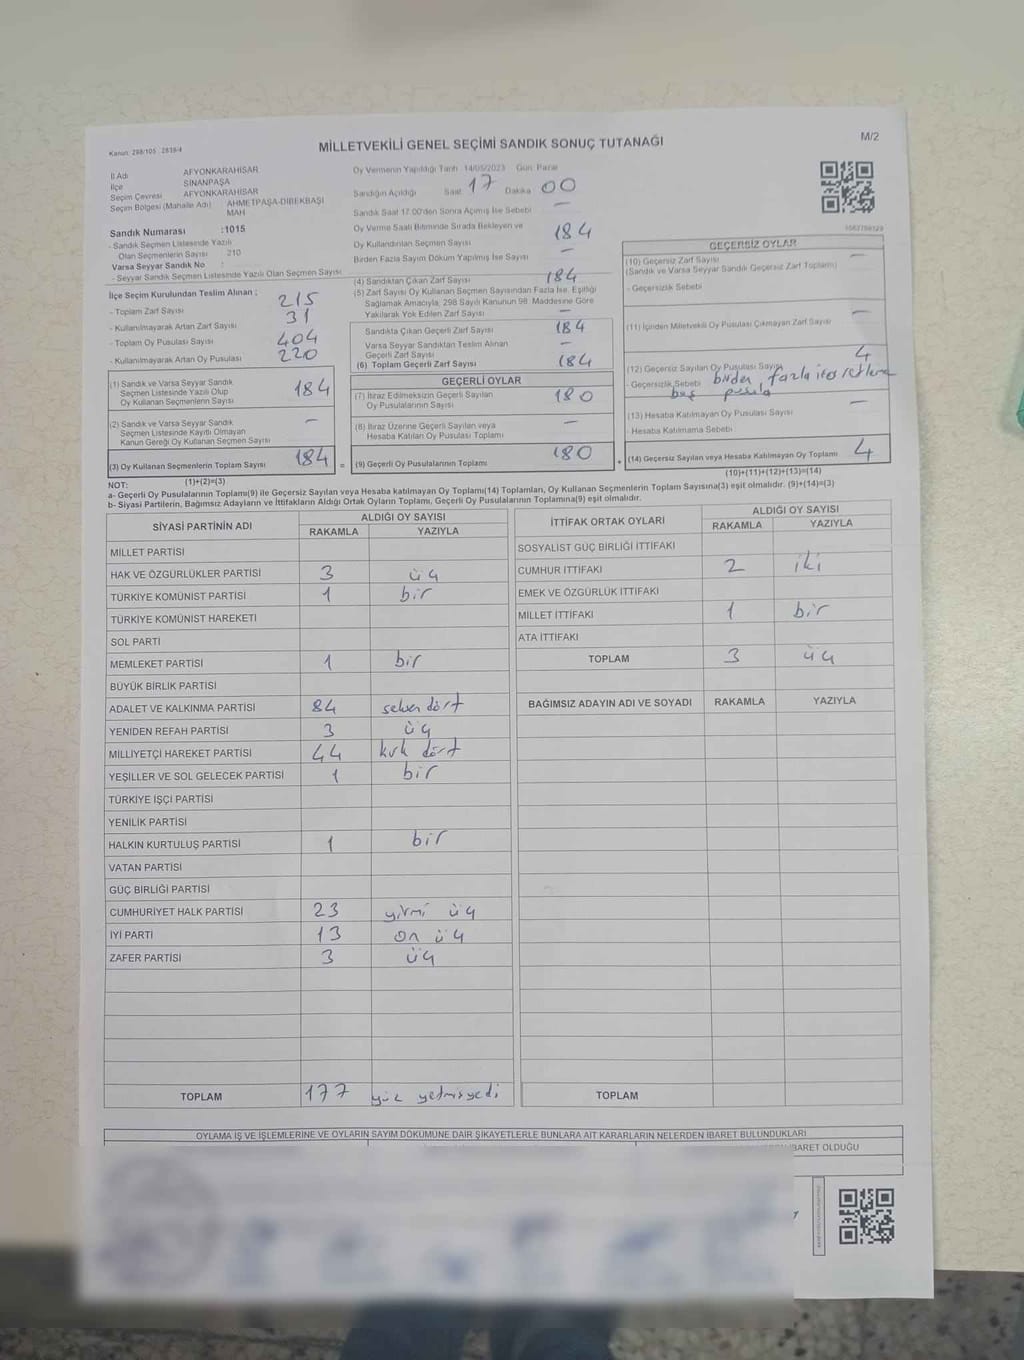 Kanun: 298/105 : 2839/4
MİLLETVEKİLİ GENEL SEÇİMİ SANDIK SONUÇ TUTANAĞI
M/2
İl Adı AFYONKARAHİSAR
İlçe SİNANPAŞA
Seçim Çevresi AFYONKARAHİSAR
Seçim Bölgesi (Mahalle Adı) AHMETPAŞA-DİBEKBAŞI MAH
Sandık Numarası :1015
- Sandık Seçmen Listesinde Yazılı
Olan Seçmenlerin Sayısı 210
Varsa Seyyar Sandık No :
- Seyyar Sandık Seçmen Listesinde Yazılı Olan Seçmen Sayısı
Oy Vermenin Yapıldığı Tarih 14/05/2023 Gün Pazar
Sandığın Açıldığı Saat 17 Dakika 00
Sandık Saat 17.00'den Sonra Açılmış İse Sebebi —
Oy Verme Saati Bitiminde Sırada Bekleyen ve
Oy Kullandırılan Seçmen Sayısı 184
Birden Fazla Sayım Döküm Yapılmış İse Sayısı —
İlçe Seçim Kurulundan Teslim Alınan ;
- Toplam Zarf Sayısı 215
- Kullanılmayarak Artan Zarf Sayısı 31
- Toplam Oy Pusulası Sayısı 404
- Kullanılmayarak Artan Oy Pusulası 220
(1) Sandık ve Varsa Seyyar Sandık
Seçmen Listesinde Yazılı Olup
Oy Kullanan Seçmenlerin Sayısı 184
(2) Sandık ve Varsa Seyyar Sandık
Seçmen Listesinde Kayıtlı Olmayan
Kanun Gereği Oy Kullanan Seçmen Sayısı —
(3) Oy Kullanan Seçmenlerin Toplam Sayısı 184 =
(4) Sandıktan Çıkan Zarf Sayısı 184
(5) Zarf Sayısı Oy Kullanan Seçmen Sayısından Fazla İse, Eşitliği
Sağlamak Amacıyla, 298 Sayılı Kanunun 98. Maddesine Göre
Yakılarak Yok Edilen Zarf Sayısı —
Sandıkta Çıkan Geçerli Zarf Sayısı 184
Varsa Seyyar Sandıktan Teslim Alınan
Geçerli Zarf Sayısı —
(6) Toplam Geçerli Zarf Sayısı 184
GEÇERLİ OYLAR
(7) İtiraz Edilmeksizin Geçerli Sayılan
Oy Pusulalarının Sayısı 180
(8) İtiraz Üzerine Geçerli Sayılan veya
Hesaba Katılan Oy Pusulası Toplamı —
(9) Geçerli Oy Pusulalarının Toplamı 180 +
GEÇERSİZ OYLAR
(10) Geçersiz Zarf Sayısı
(Sandık ve Varsa Seyyar Sandık Geçersiz Zarf Toplamı) —
- Geçersizlik Sebebi
(11) İçinden Milletvekili Oy Pusulası Çıkmayan Zarf Sayısı —
(12) Geçersiz Sayılan Oy Pusulası Sayısı 4
- Geçersizlik Sebebi birden fazla
boş pusula
(13) Hesaba Katılmayan Oy Pusulası Sayısı —
- Hesaba Katılmama Sebebi
(14) Geçersiz Sayılan veya Hesaba Katılmayan Oy Toplamı 4
NOT: (1)+(2)=(3) (10)+(11)+(12)+(13)=(14)
a- Geçerli Oy Pusulalarının Toplamı(9) ile Geçersiz Sayılan veya Hesaba katılmayan Oy Toplamı(14) Toplamları, Oy Kullanan Seçmenlerin Toplam Sayısına(3) eşit olmalıdır. (9)+(14)=(3)
b- Siyasi Partilerin, Bağımsız Adayların ve İttifakların Aldığı Ortak Oyların Toplamı, Geçerli Oy Pusulalarının Toplamına(9) eşit olmalıdır.
SİYASİ PARTİNİN ADI ALDIĞI OY SAYISI
RAKAMLA YAZIYLA
MİLLET PARTİSİ
HAK VE ÖZGÜRLÜKLER PARTİSİ 3 üç
TÜRKİYE KOMÜNİST PARTİSİ 1 bir
TÜRKİYE KOMÜNİST HAREKETİ
SOL PARTİ
MEMLEKET PARTİSİ 1 bir
BÜYÜK BİRLİK PARTİSİ
ADALET VE KALKINMA PARTİSİ 84 seksen dört
YENİDEN REFAH PARTİSİ 3 üç
MİLLİYETÇİ HAREKET PARTİSİ 44 kırk dört
YEŞİLLER VE SOL GELECEK PARTİSİ 1 bir
TÜRKİYE İŞÇİ PARTİSİ
YENİLİK PARTİSİ
HALKIN KURTULUŞ PARTİSİ 1 bir
VATAN PARTİSİ
GÜÇ BİRLİĞİ PARTİSİ
CUMHURİYET HALK PARTİSİ 23 yirmi üç
İYİ PARTİ 13 on üç
ZAFER PARTİSİ 3 üç
TOPLAM 177 yüz yetmişyedi
İTTİFAK ORTAK OYLARI ALDIĞI OY SAYISI
RAKAMLA YAZIYLA
SOSYALİST GÜÇ BİRLİĞİ İTTİFAKI
CUMHUR İTTİFAKI 2 iki
EMEK VE ÖZGÜRLÜK İTTİFAKI
MİLLET İTTİFAKI 1 bir
ATA İTTİFAKI
TOPLAM 3 üç
BAĞIMSIZ ADAYIN ADI VE SOYADI RAKAMLA YAZIYLA
TOPLAM
OYLAMA İŞ VE İŞLEMLERİNE VE OYLARIN SAYIM DÖKÜMÜNE DAİR ŞİKAYETLERLE BUNLARA AİT KARARLARIN NELERDEN İBARET BULUNDUKLARI
İBARET OLDUĞU